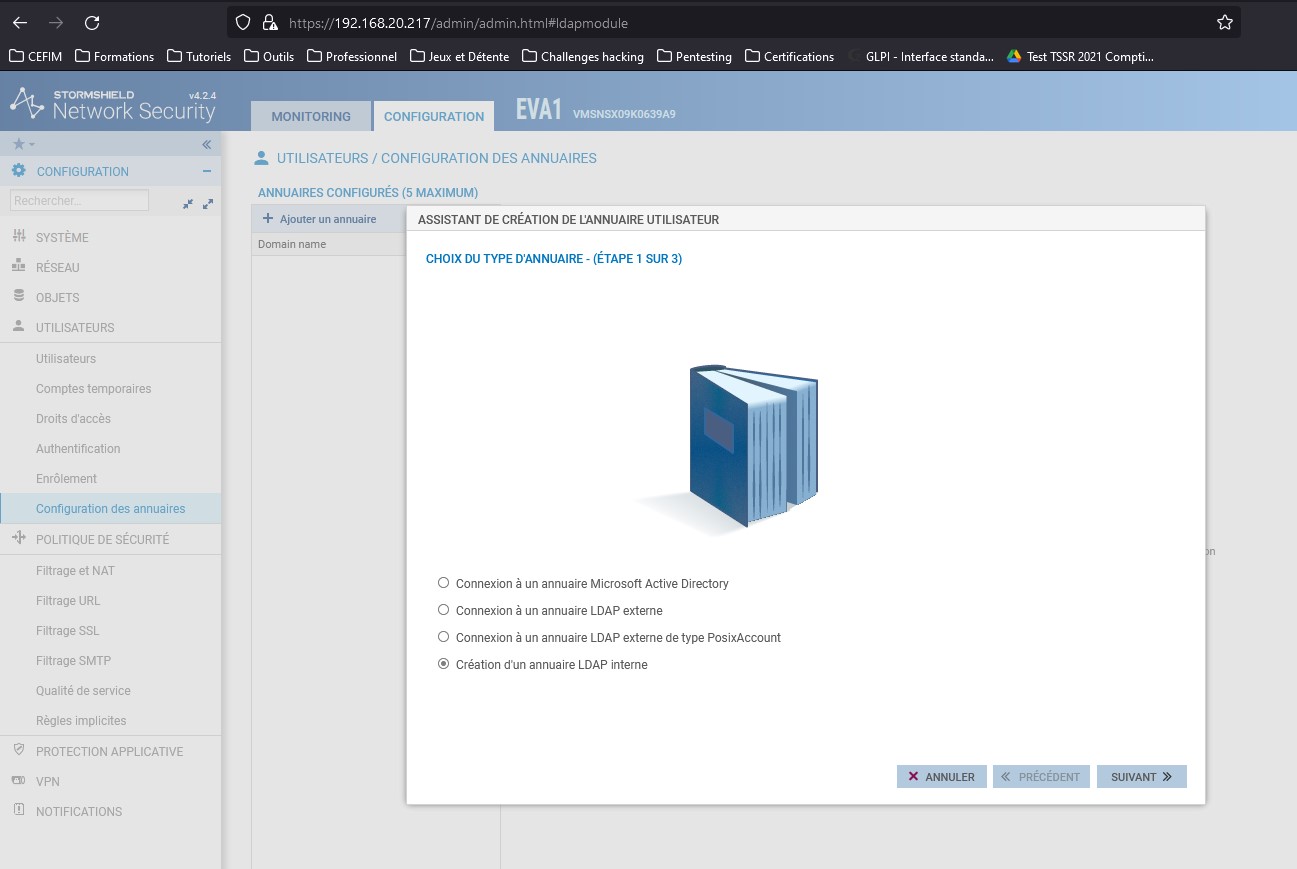 https://192.168.20.217/admin/admin.html#ldapmodule
CEFIM Formations Tutoriels Outils Professionnel Jeux et Détente Challenges hacking Pentesting Certifications GLPI - Interface standa... Test TSSR 2021 Compti...
STORMSHIELD v4.2.4
Network Security
MONITORING CONFIGURATION EVA1 VMSNSX09K0639A9
CONFIGURATION
Rechercher...
SYSTÈME
RÉSEAU
OBJETS
UTILISATEURS
Utilisateurs
Comptes temporaires
Droits d'accès
Authentification
Enrôlement
Configuration des annuaires
POLITIQUE DE SÉCURITÉ
Filtrage et NAT
Filtrage URL
Filtrage SSL
Filtrage SMTP
Qualité de service
Règles implicites
PROTECTION APPLICATIVE
VPN
NOTIFICATIONS
UTILISATEURS / CONFIGURATION DES ANNUAIRES
ANNUAIRES CONFIGURÉS (5 MAXIMUM)
+ Ajouter un annuaire
Domain name
ASSISTANT DE CRÉATION DE L'ANNUAIRE UTILISATEUR
CHOIX DU TYPE D'ANNUAIRE - (ÉTAPE 1 SUR 3)
Connexion à un annuaire Microsoft Active Directory
Connexion à un annuaire LDAP externe
Connexion à un annuaire LDAP externe de type PosixAccount
Création d'un annuaire LDAP interne
ANNULER PRÉCÉDENT SUIVANT
on